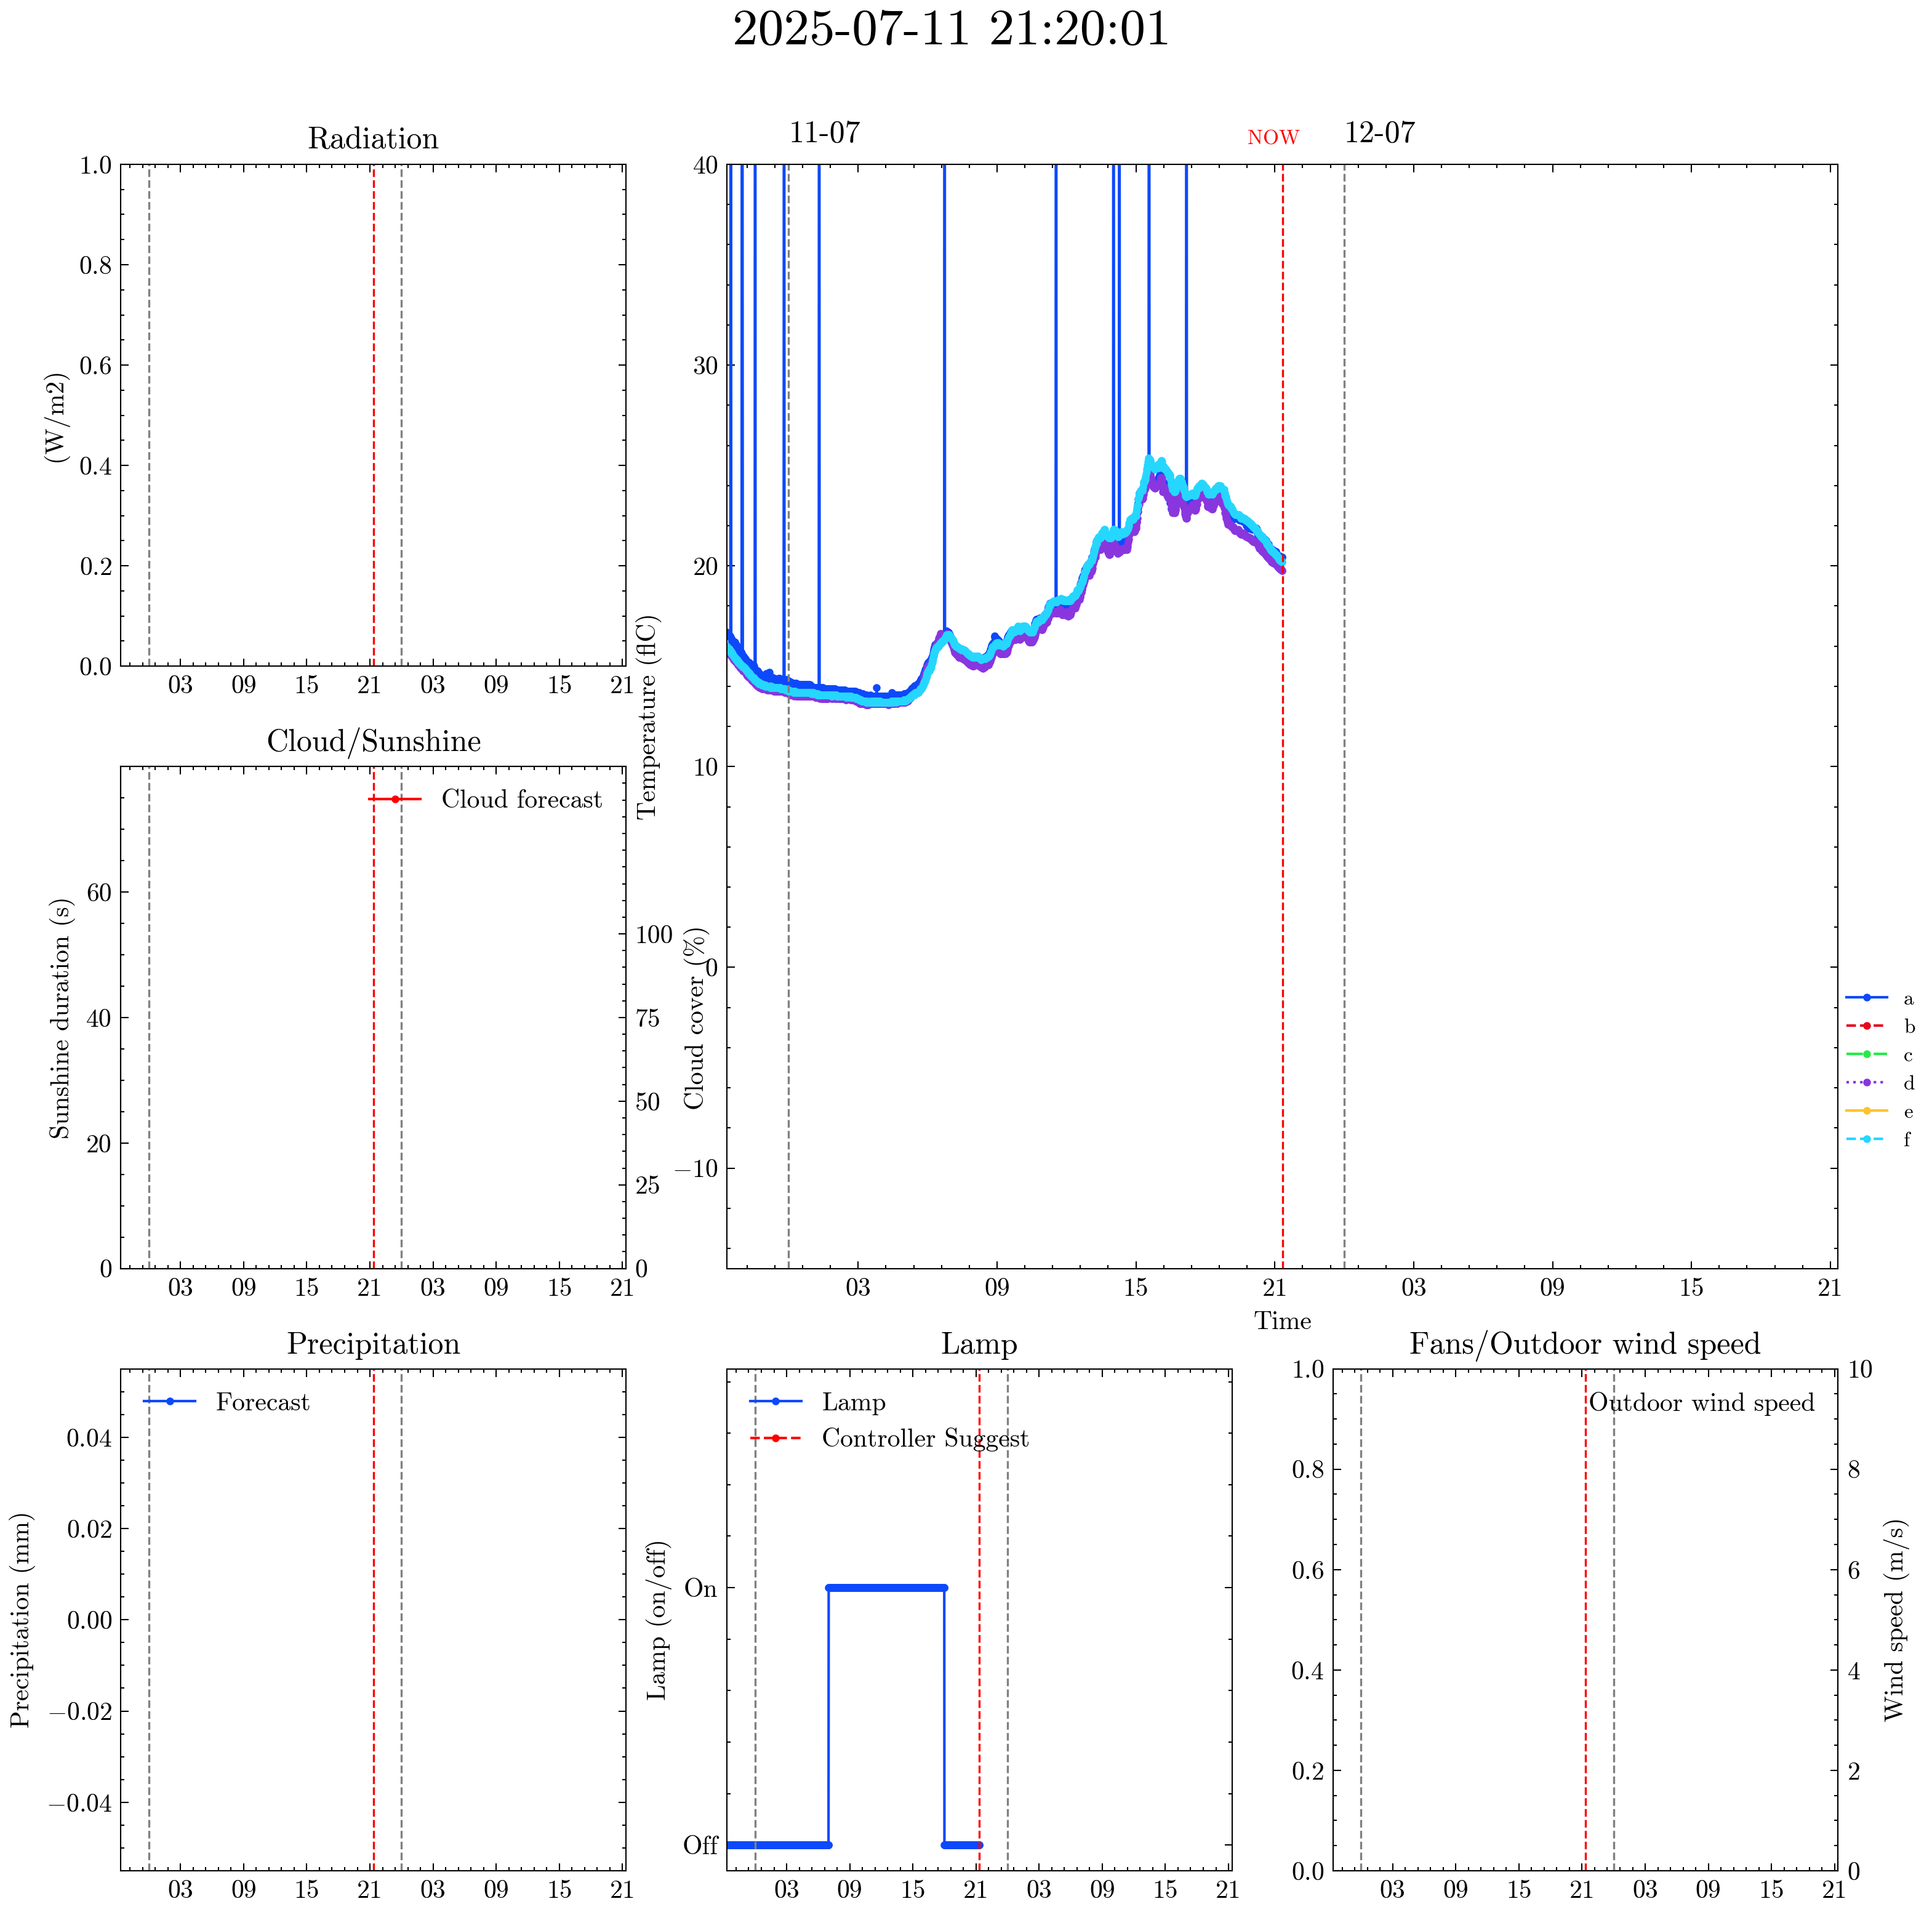 2025-07-11 21:20:01
Radiation
1.0
0.8
0.6
0.4
0.2
0.0
(W/m2)
03 09 15 21 03 09 15 21
11-07 NOW 12-07
40
30
20
10
0
−10
Temperature (flC)
03 09 15 21 03 09 15 21
Time
a
b
c
d
e
f
Cloud/Sunshine
Cloud forecast
60
40
20
0
Sunshine duration (s)
100
75
50
25
0
Cloud cover (%)
03 09 15 21 03 09 15 21
Precipitation
Forecast
0.04
0.02
0.00
−0.02
−0.04
Precipitation (mm)
03 09 15 21 03 09 15 21
Lamp
Lamp
Controller Suggest
On
Off
Lamp (on/off)
03 09 15 21 03 09 15 21
Fans/Outdoor wind speed
Outdoor wind speed
1.0
0.8
0.6
0.4
0.2
0.0
10
8
6
4
2
0
Wind speed (m/s)
03 09 15 21 03 09 15 21